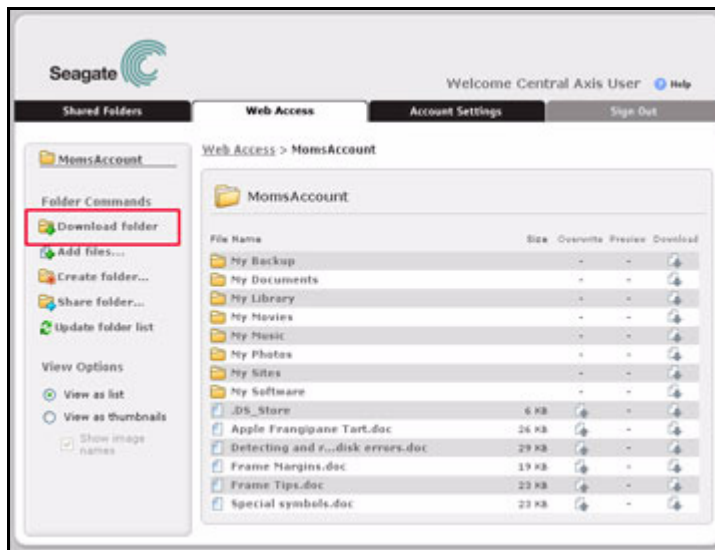 Seagate
Welcome Central Axis User Help
Shared Folders Web Access Account Settings Sign Out
MomsAccount
Web Access > MomsAccount
Folder Commands
Download folder
Add files...
Create folder...
Share folder...
Update folder list
View Options
View as list
View as thumbnails
Show image
names
MomsAccount
File Name Size Overwrite Preview Download
My Backup - -
My Documents - -
My Library - -
My Movies - -
My Music - -
My Photos - -
My Sites - -
My Software - -
.DS_Store 6 KB -
Apple Frangipane Tart.doc 26 KB -
Detecting and r...disk errors.doc 29 KB -
Frame Margins.doc 19 KB -
Frame Tips.doc 23 KB -
Special symbols.doc 23 KB -